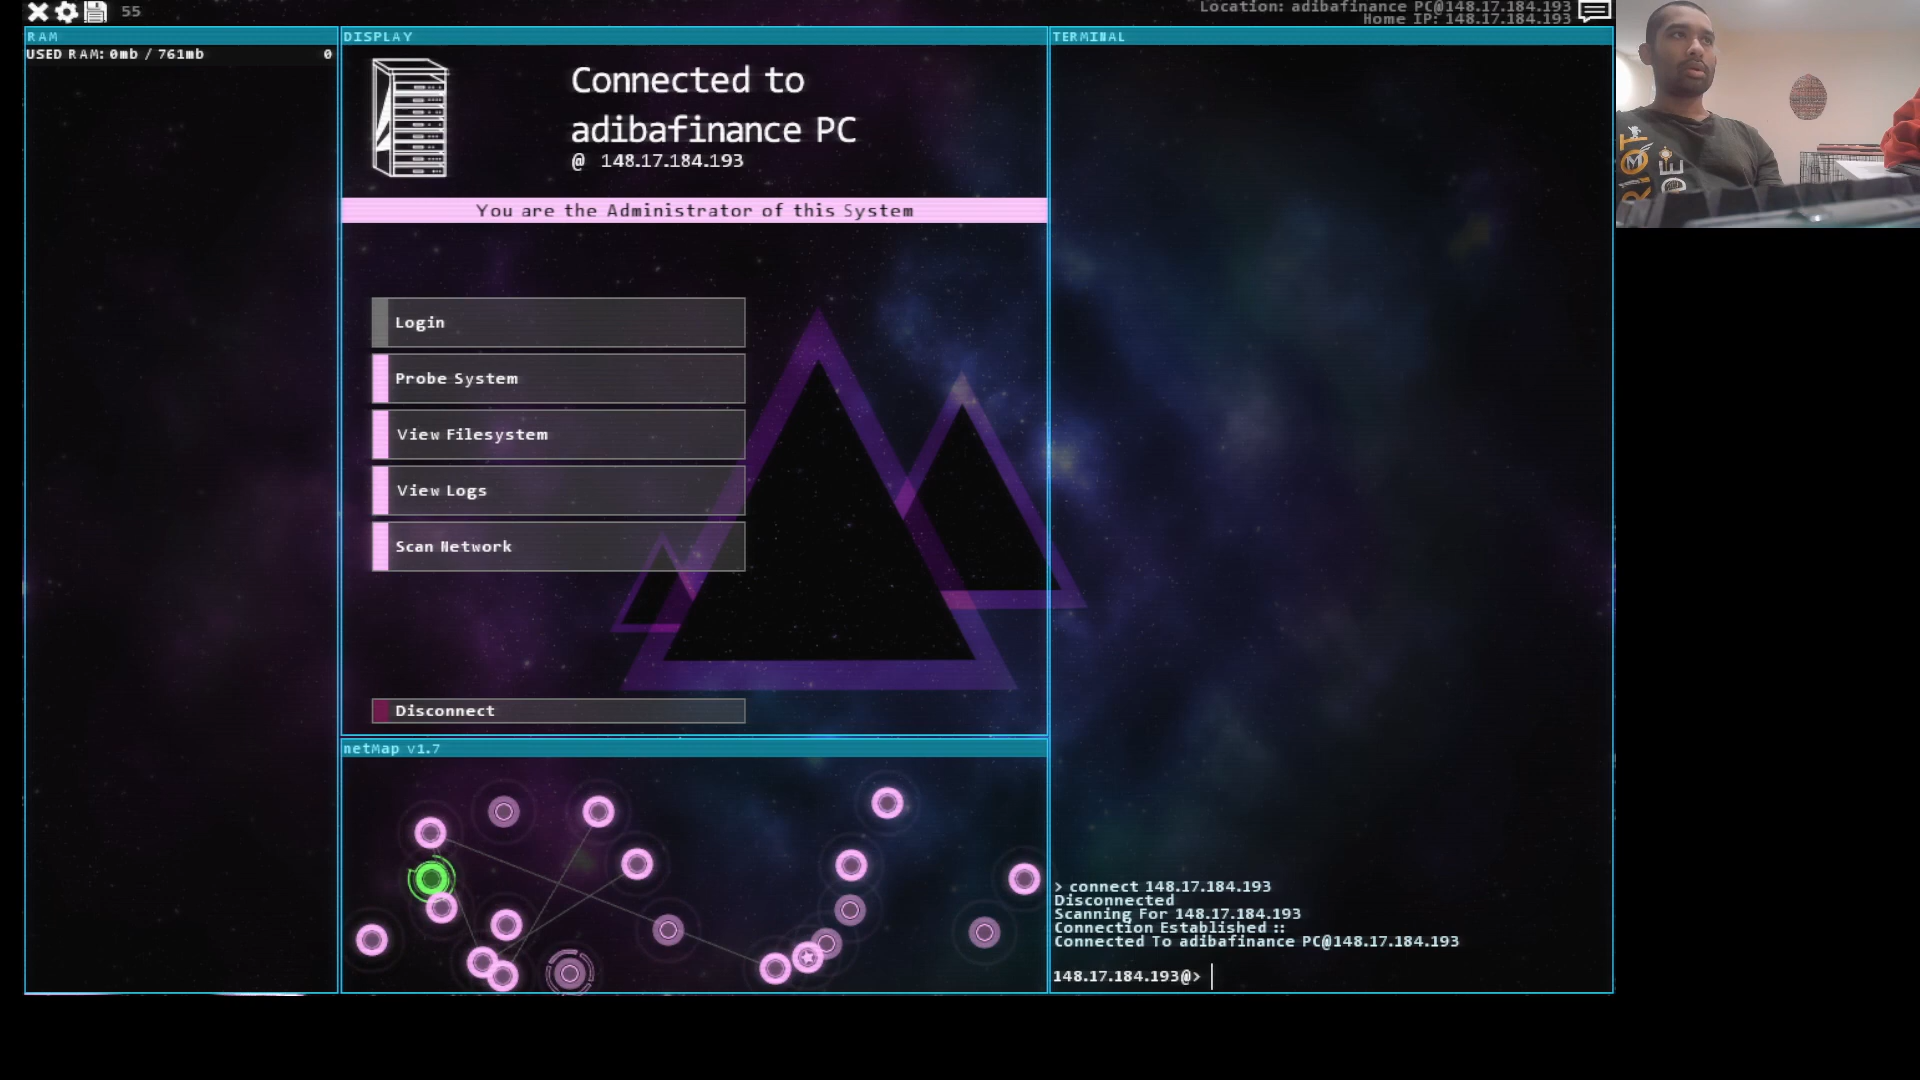 55
Location: adibafinance PC@148.17.184.193
Home IP: 148.17.184.193
RAM
USED RAM: 0mb / 761mb 0
DISPLAY
Connected to
adibafinance PC
@ 148.17.184.193
You are the Administrator of this System
Login
Probe System
View Filesystem
View Logs
Scan Network
Disconnect
netMap v1.7
TERMINAL
> connect 148.17.184.193
Disconnected
Scanning For 148.17.184.193
Connection Established ::
Connected To adibafinance PC@148.17.184.193
148.17.184.193@>
RIOT
DE